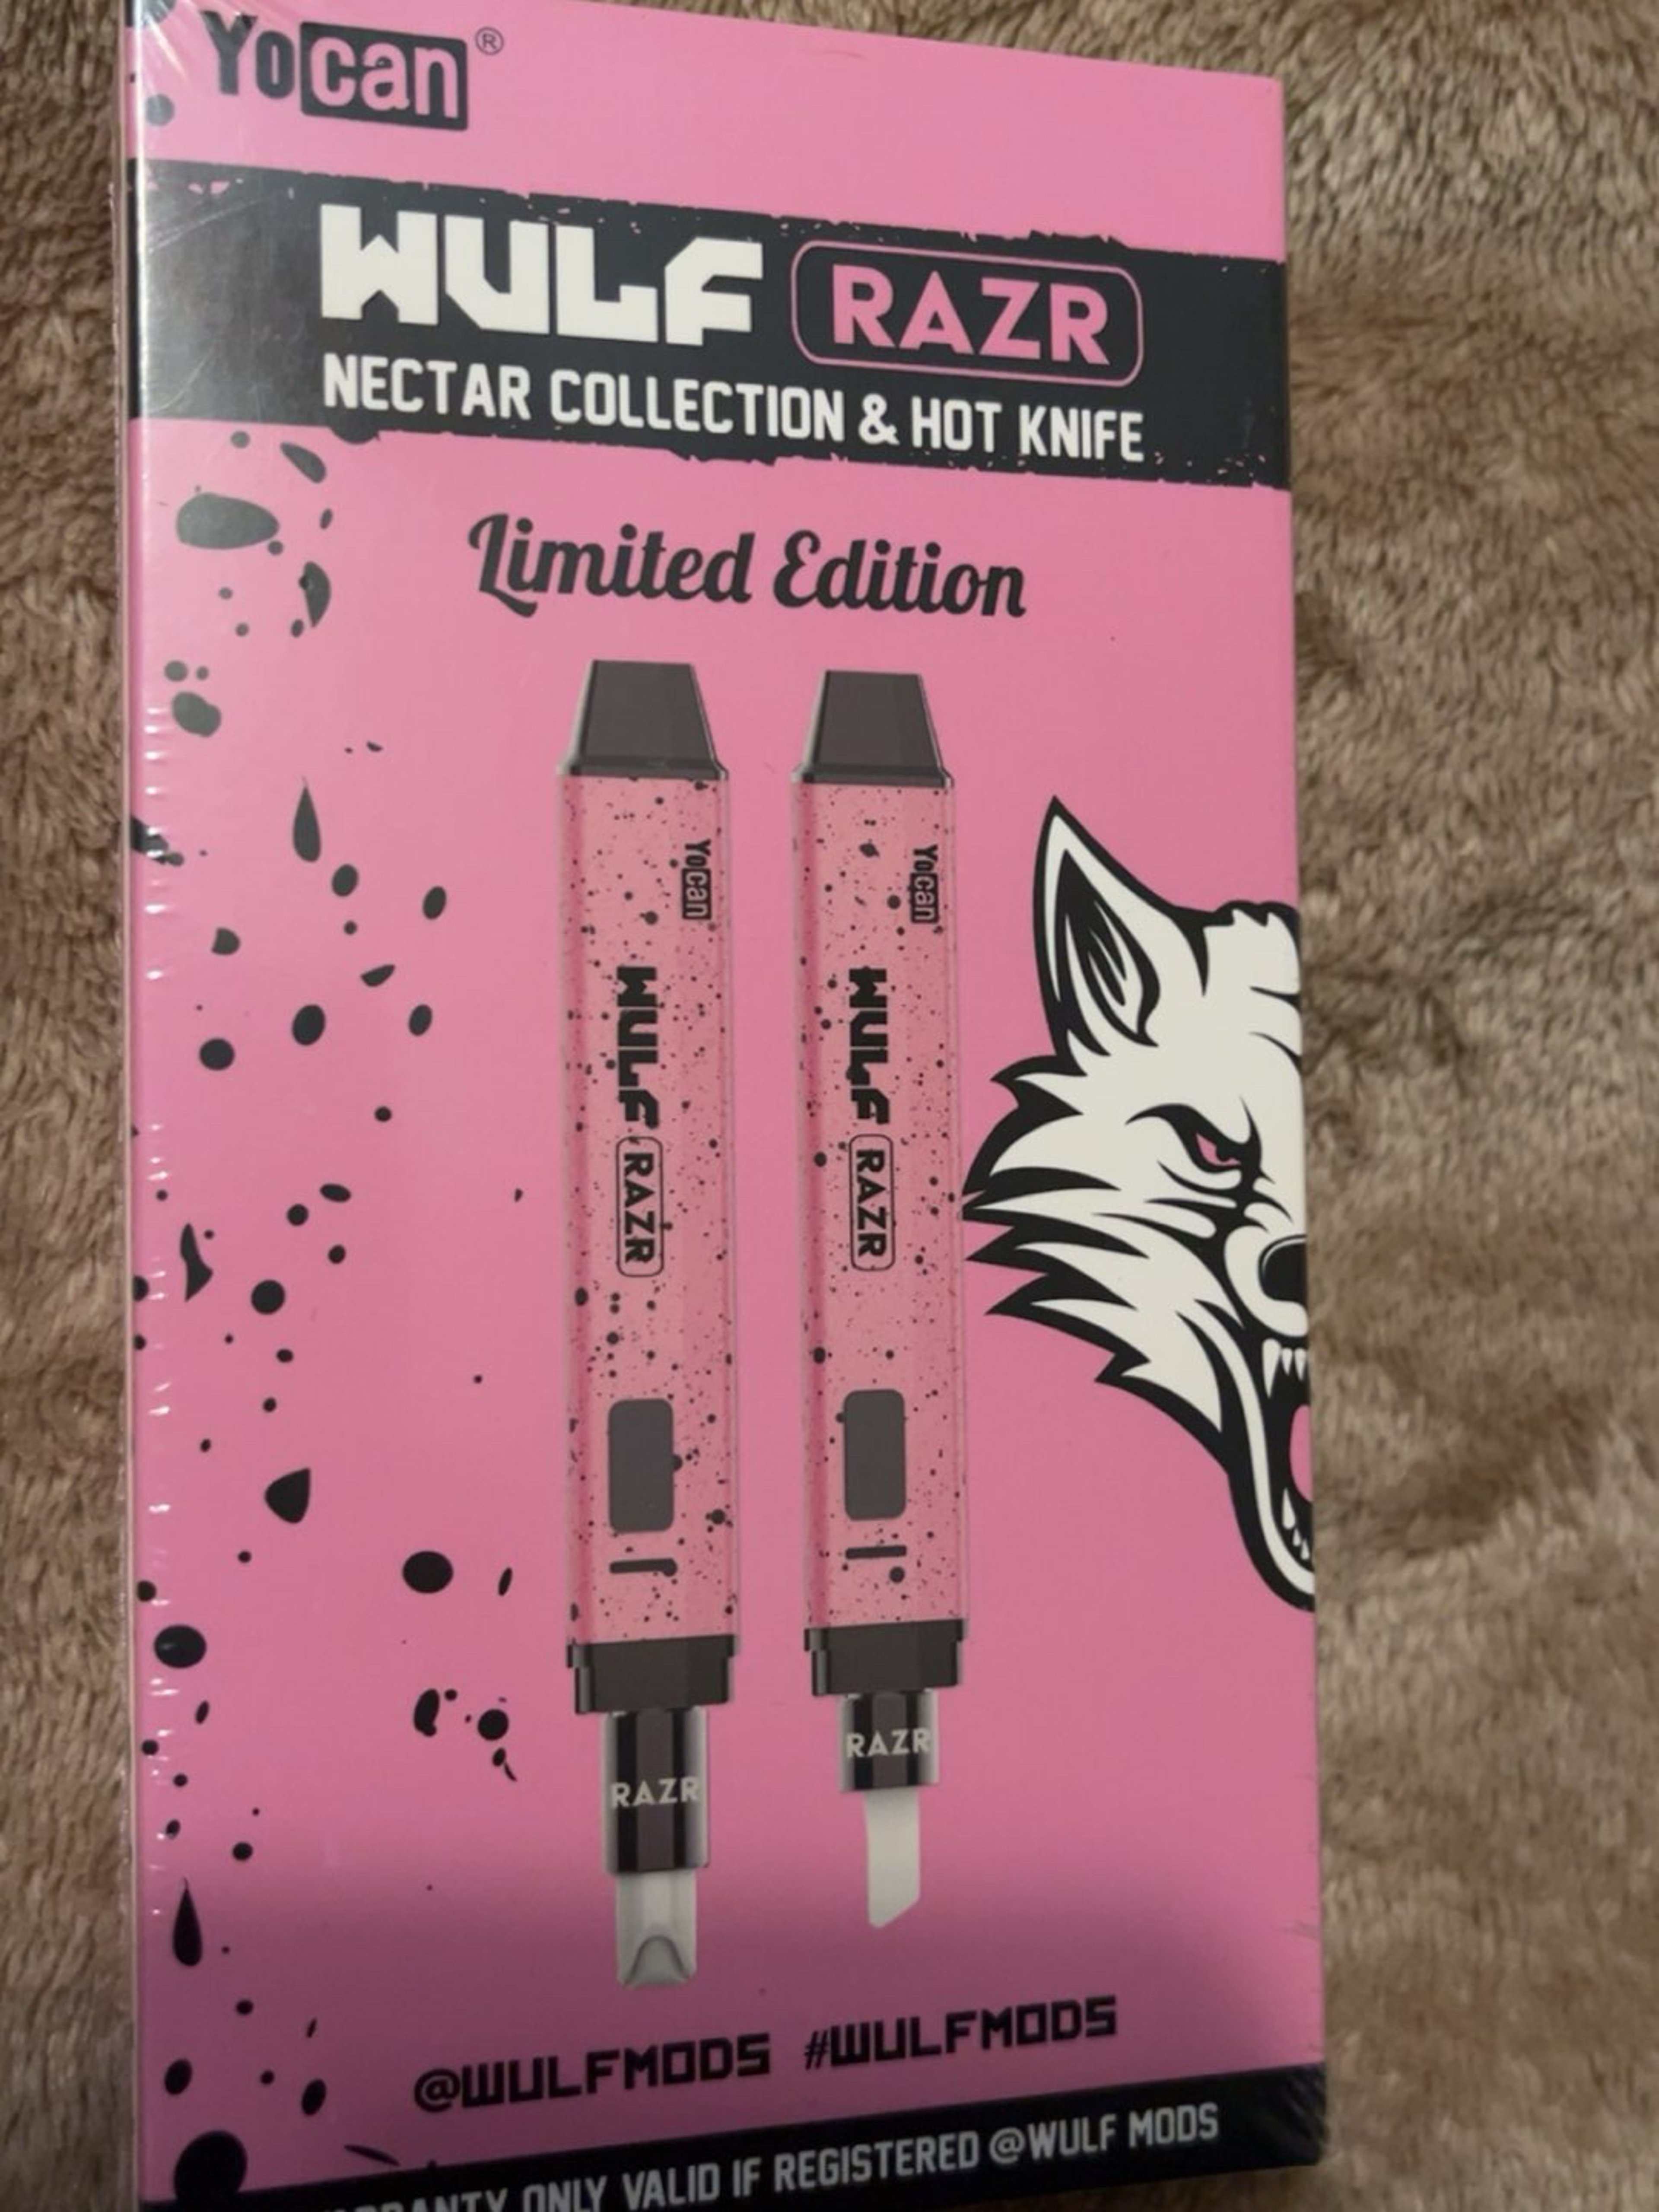 Yocan®
WULF RAZR
NECTAR COLLECTION & HOT KNIFE
Limited Edition
Yocan
WULF RAZR
RAZR
Yocan
WULF RAZR
RAZR
@WULFMODS #WULFMODS
ONLY VALID IF REGISTERED @WULF MODS